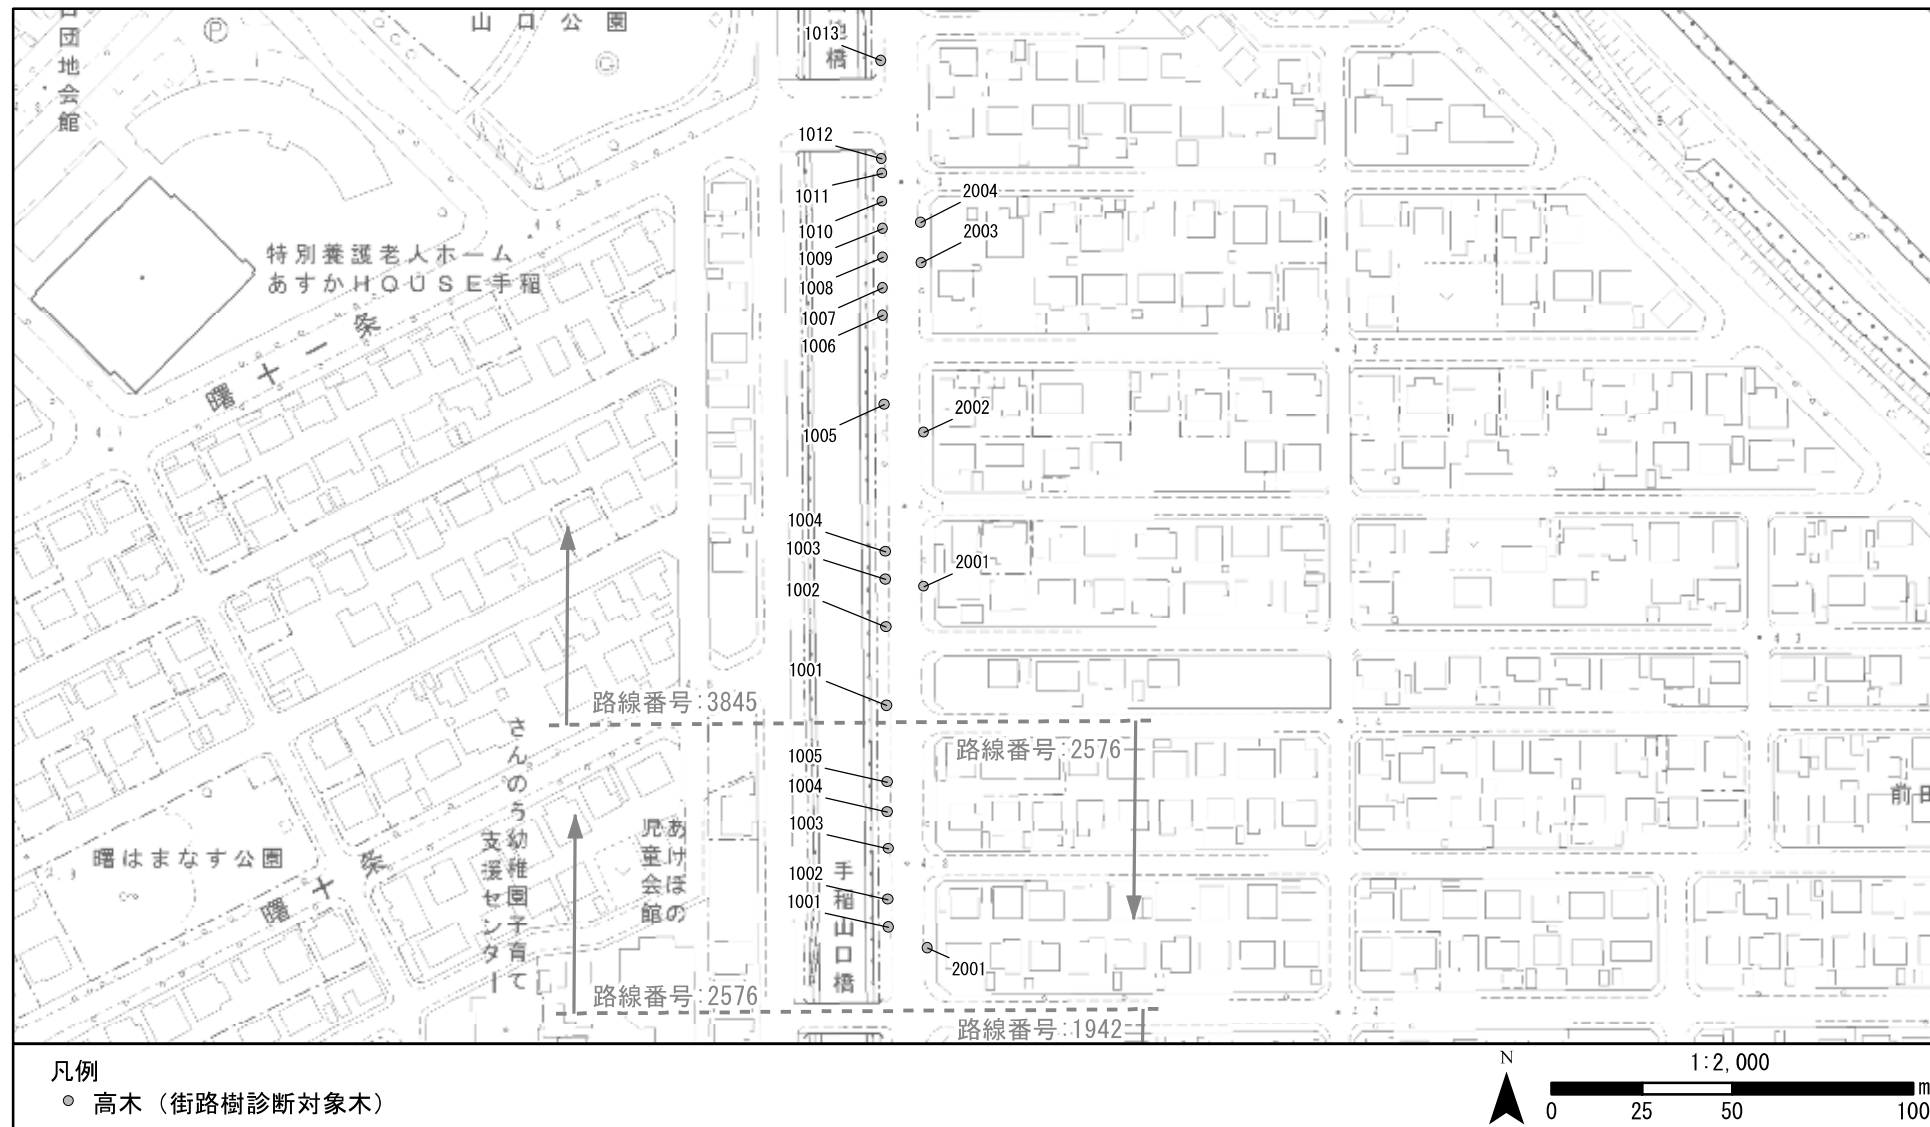 団地会館
P
山口公園
橋
1013
1012
1011
1010
1009
1008
1007
1006
1005
1004
1003
1002
1001
2004
2003
2002
2001
特別養護老人ホーム
あすかHOUSE手稲
曙十一条
路線番号:3845
路線番号:2576
1005
1004
1003
1002
1001
2001
さんのう幼稚園子育て
支援センター
あけぼの
児童会館
手稲山口橋
曙はまなす公園
曙十条
前田
路線番号:2576
路線番号:1942
凡例
高木（街路樹診断対象木）
N
1:2,000
0 25 50 100
m